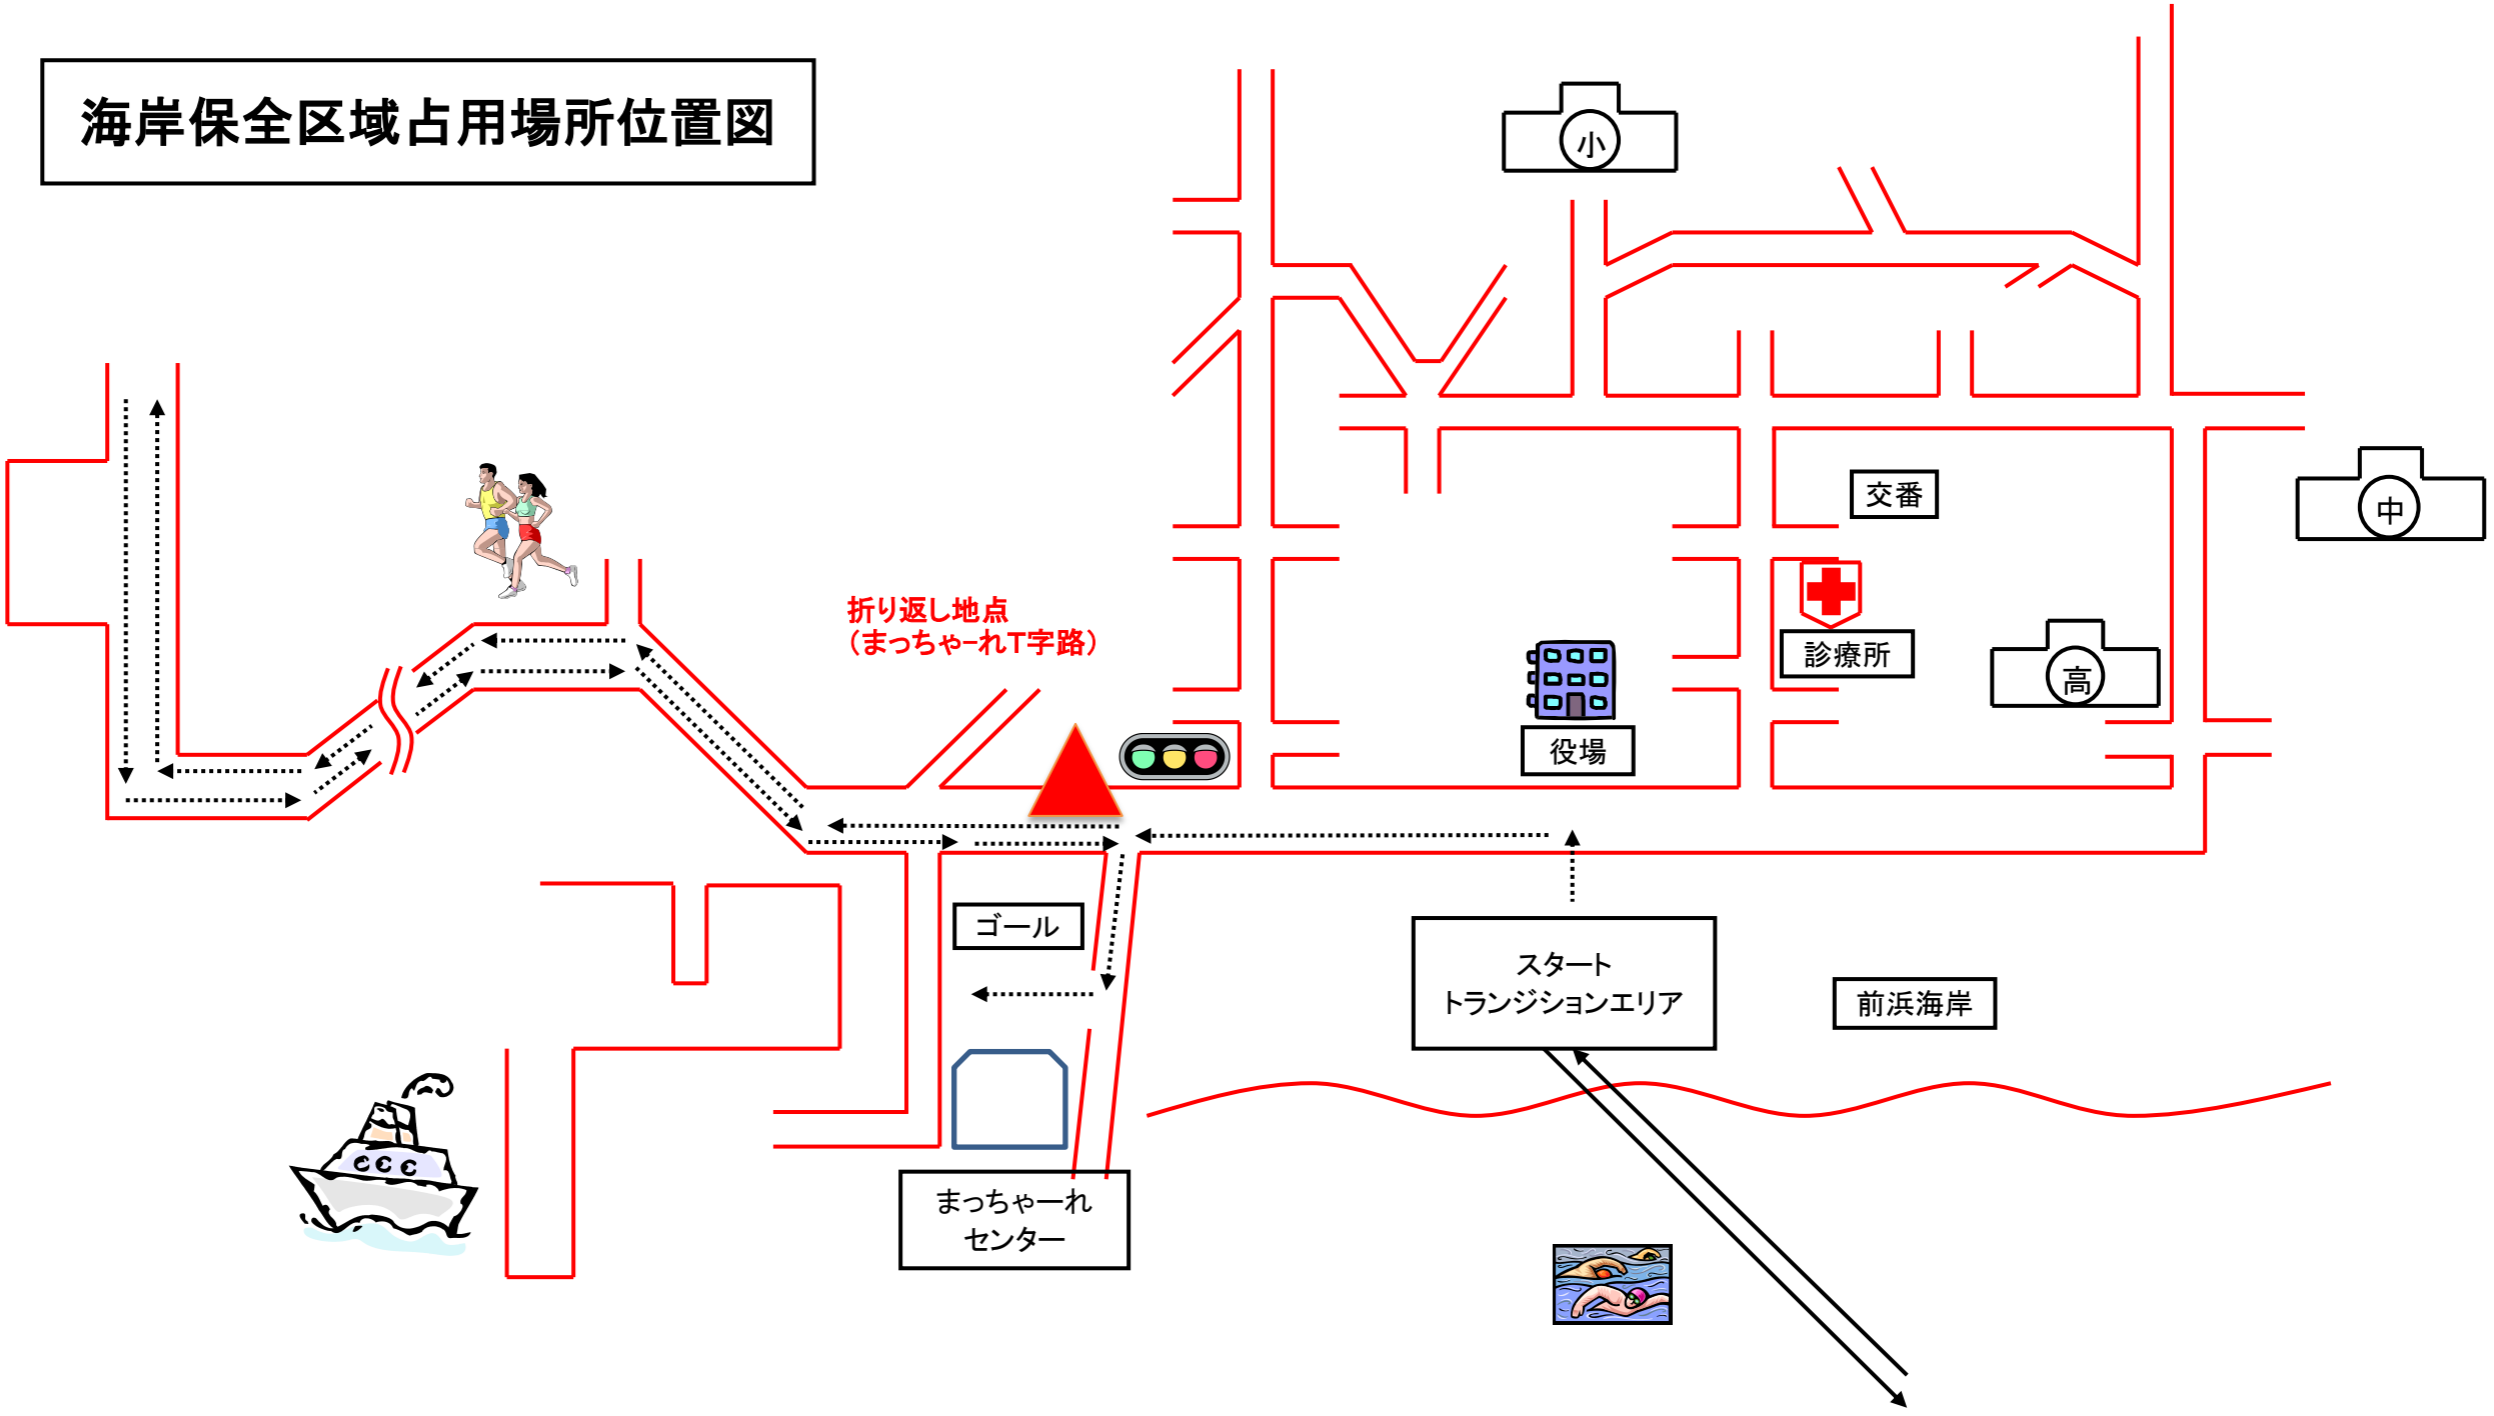 海岸保全区域占用場所位置図
小
交番
中
折り返し地点
（まっちゃーれT字路）
診療所
高
役場
ゴール
スタート
トランジションエリア
前浜海岸
まっちゃーれ
センター